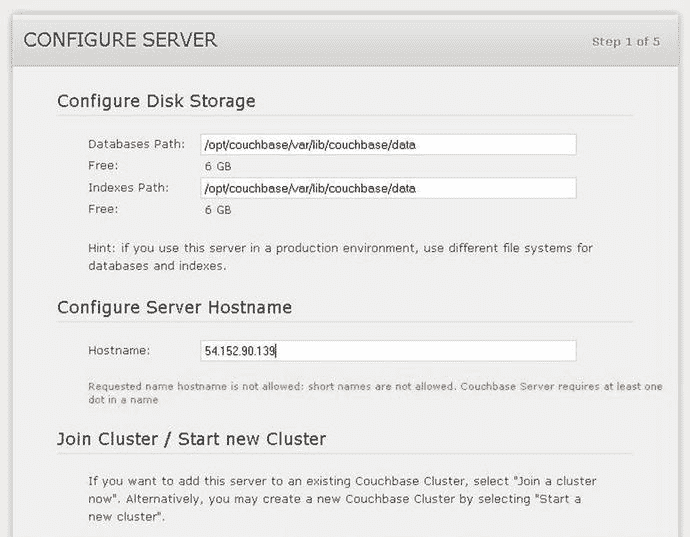 CONFIGURE SERVER Step 1 of 5
Configure Disk Storage
Databases Path: /opt/couchbase/var/lib/couchbase/data
Free: 6 GB
Indexes Path: /opt/couchbase/var/lib/couchbase/data
Free: 6 GB
Hint: if you use this server in a production environment, use different file systems for
databases and indexes.
Configure Server Hostname
Hostname: 54.152.90.139
Requested name hostname is not allowed: short names are not allowed. Couchbase Server requires at least one
dot in a name
Join Cluster / Start new Cluster
If you want to add this server to an existing Couchbase Cluster, select "Join a cluster
now". Alternatively, you may create a new Couchbase Cluster by selecting "Start a
new cluster".